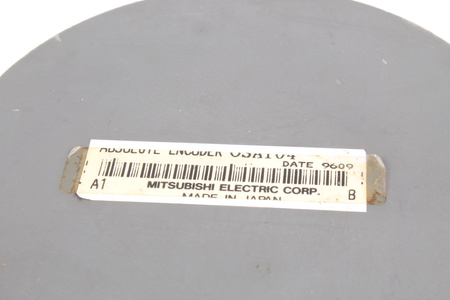 ABSOLUTE ENCODER OSA104
DATE 9609
A1 MITSUBISHI ELECTRIC CORP. B
MADE IN JAPAN